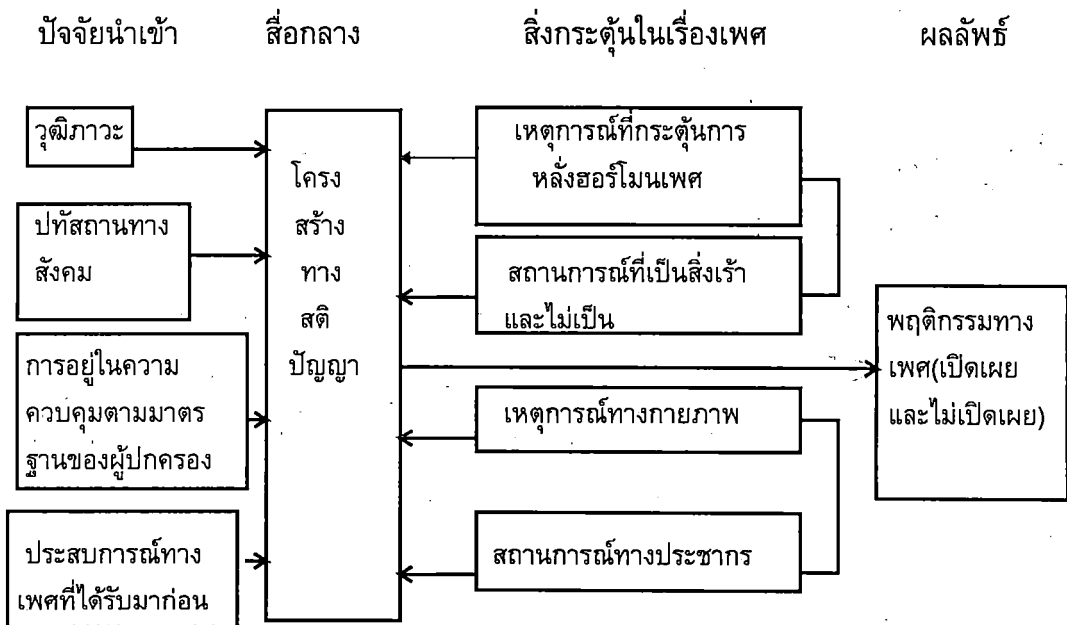 ปัจจัยนำเข้า สื่อกลาง สิ่งกระตุ้นในเรื่องเพศ ผลลัพธ์
วุฒิภาวะ
ปทัสถานทาง
สังคม
การอยู่ในความ
ควบคุมตามมาตร
ฐานของผู้ปกครอง
ประสบการณ์ทาง
เพศที่ได้รับมาก่อน
โครง
สร้าง
ทาง
สติ
ปัญญา
เหตุการณ์ที่กระตุ้นการ
หลั่งฮอร์โมนเพศ
สถานการณ์ที่เป็นสิ่งเร้า
และไม่เป็น
เหตุการณ์ทางกายภาพ
สถานการณ์ทางประชากร
พฤติกรรมทาง
เพศ(เปิดเผย
และไม่เปิดเผย)